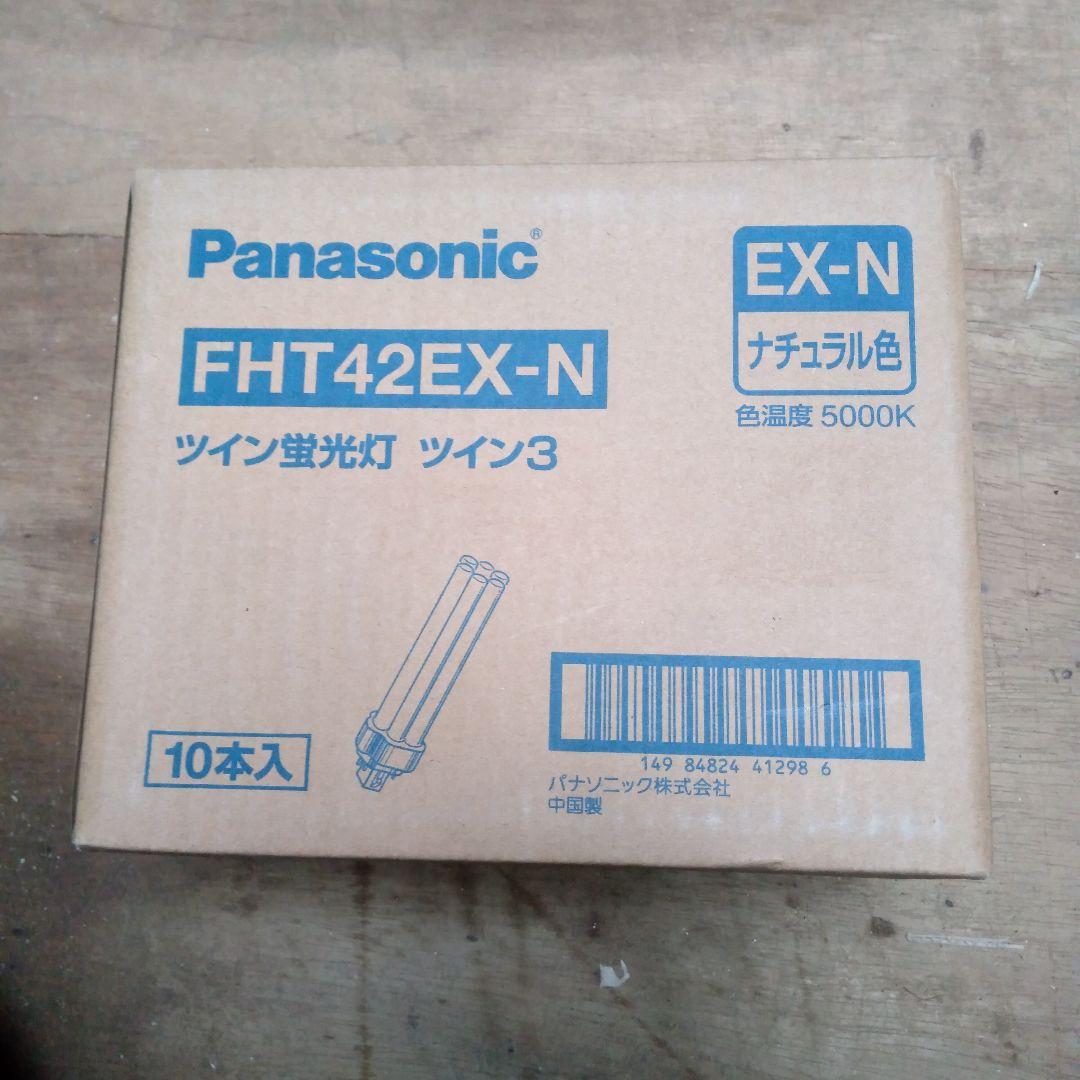 Panasonic®
EX-N
FHT42EX-N
ナチュラル色
色温度 5000K
ツイン蛍光灯 ツイン3
10本入
149 84824 41298 6
パナソニック株式会社
中国製